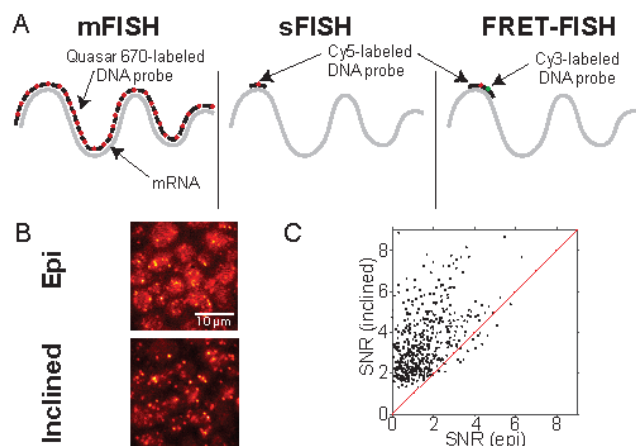 A
mFISH
sFISH
FRET-FISH
Quasar 670-labeled
DNA probe
Cy5-labeled
DNA probe
Cy3-labeled
DNA probe
mRNA
B
Epi
10 µm
Inclined
C
SNR (inclined)
8
6
4
2
0
0
2
4
6
8
SNR (epi)